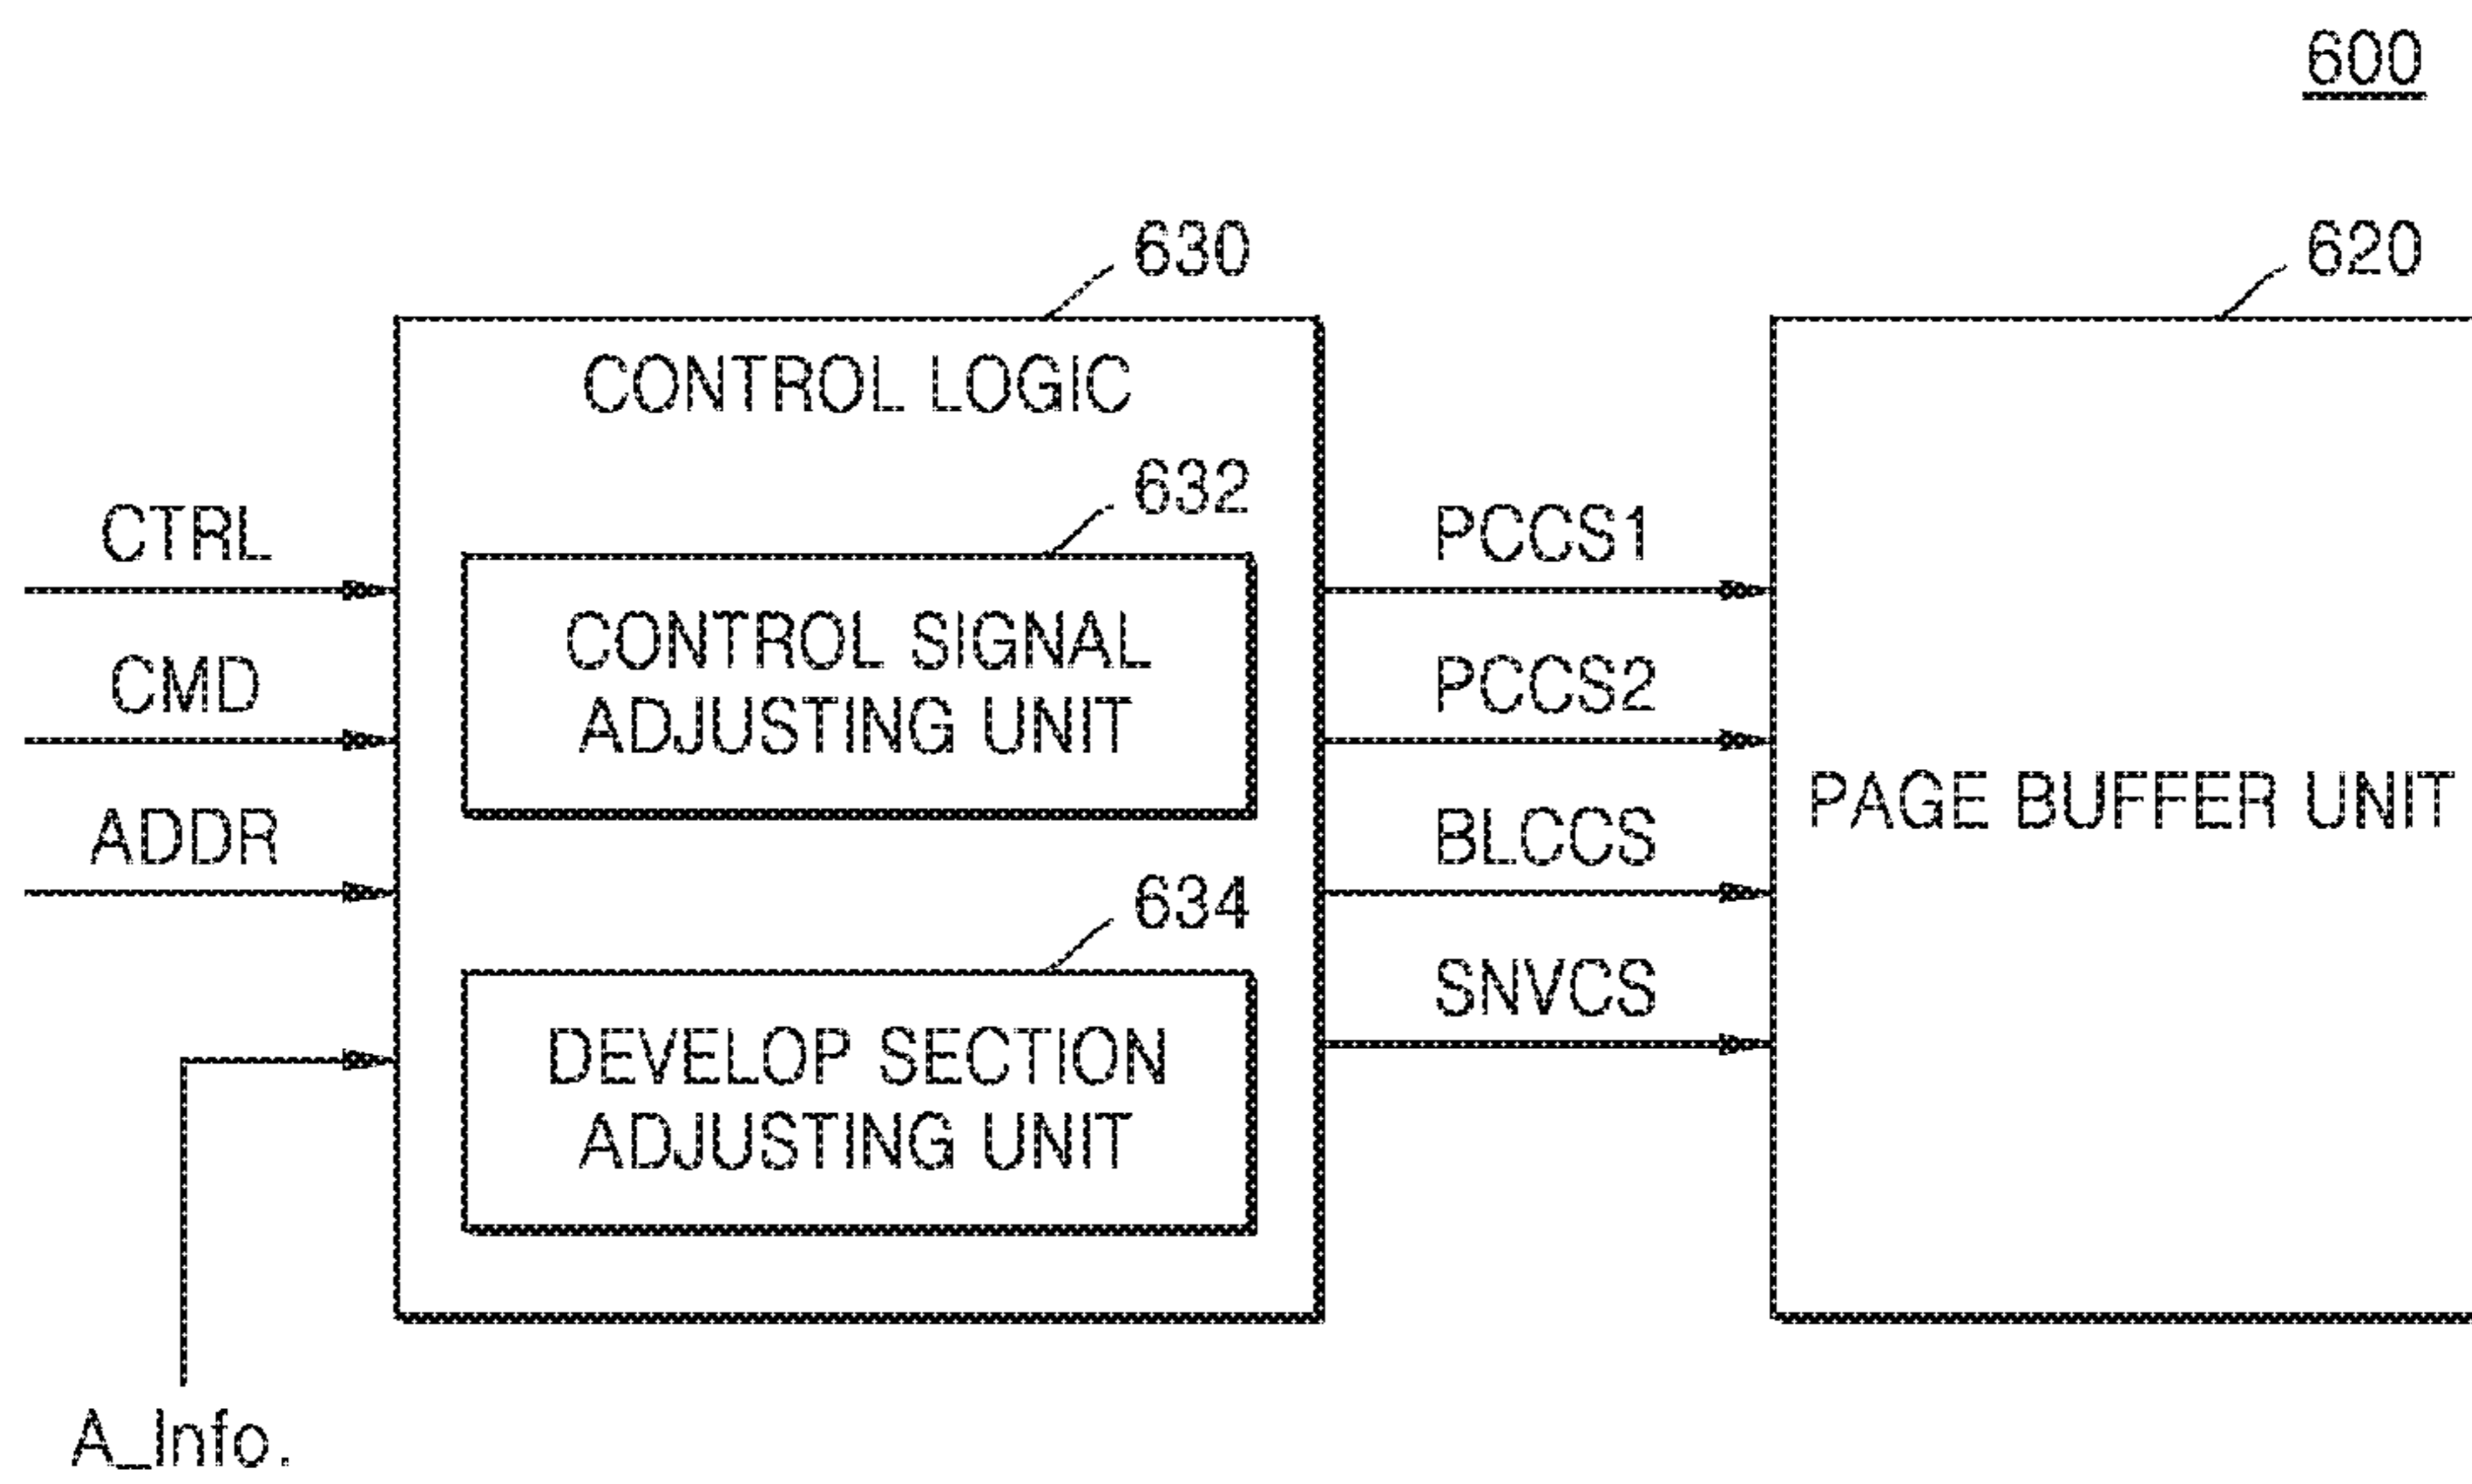 600
630
620
CONTROL LOGIC
632
CTRL
PCCS1
CONTROL SIGNAL
ADJUSTING UNIT
CMD
PCCS2
PAGE BUFFER UNIT
ADDR
BLCCS
634
SNVCS
DEVELOP SECTION
ADJUSTING UNIT
A_Info.